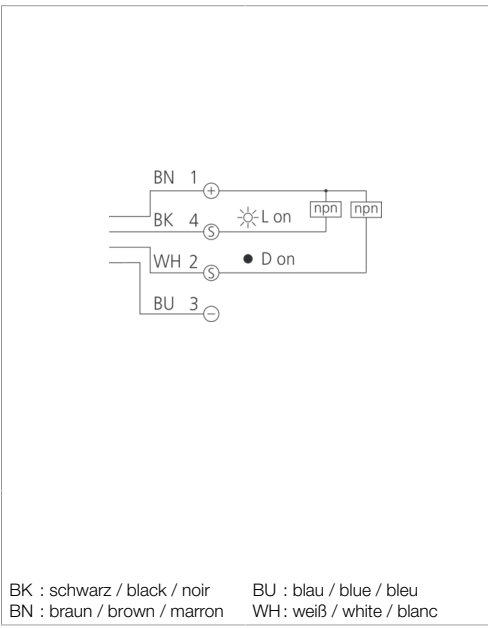 BN 1 +
npn npn
BK 4 S L on
WH 2 S D on
BU 3 −
BK : schwarz / black / noir BU : blau / blue / bleu
BN : braun / brown / marron WH : weiß / white / blanc